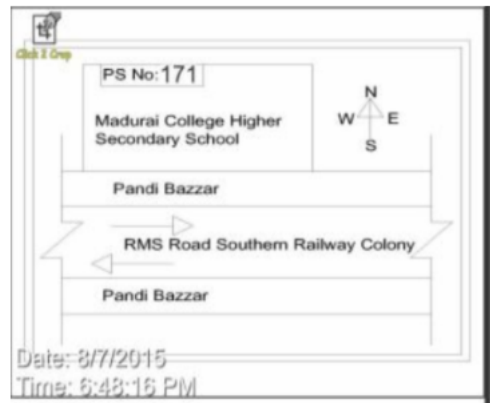 Click 2 Crop
PS No: 171
Madurai College Higher
Secondary School
N
W E
S
Pandi Bazzar
RMS Road Southern Railway Colony
Pandi Bazzar
Date: 8/7/2015
Time: 6:48:16 PM